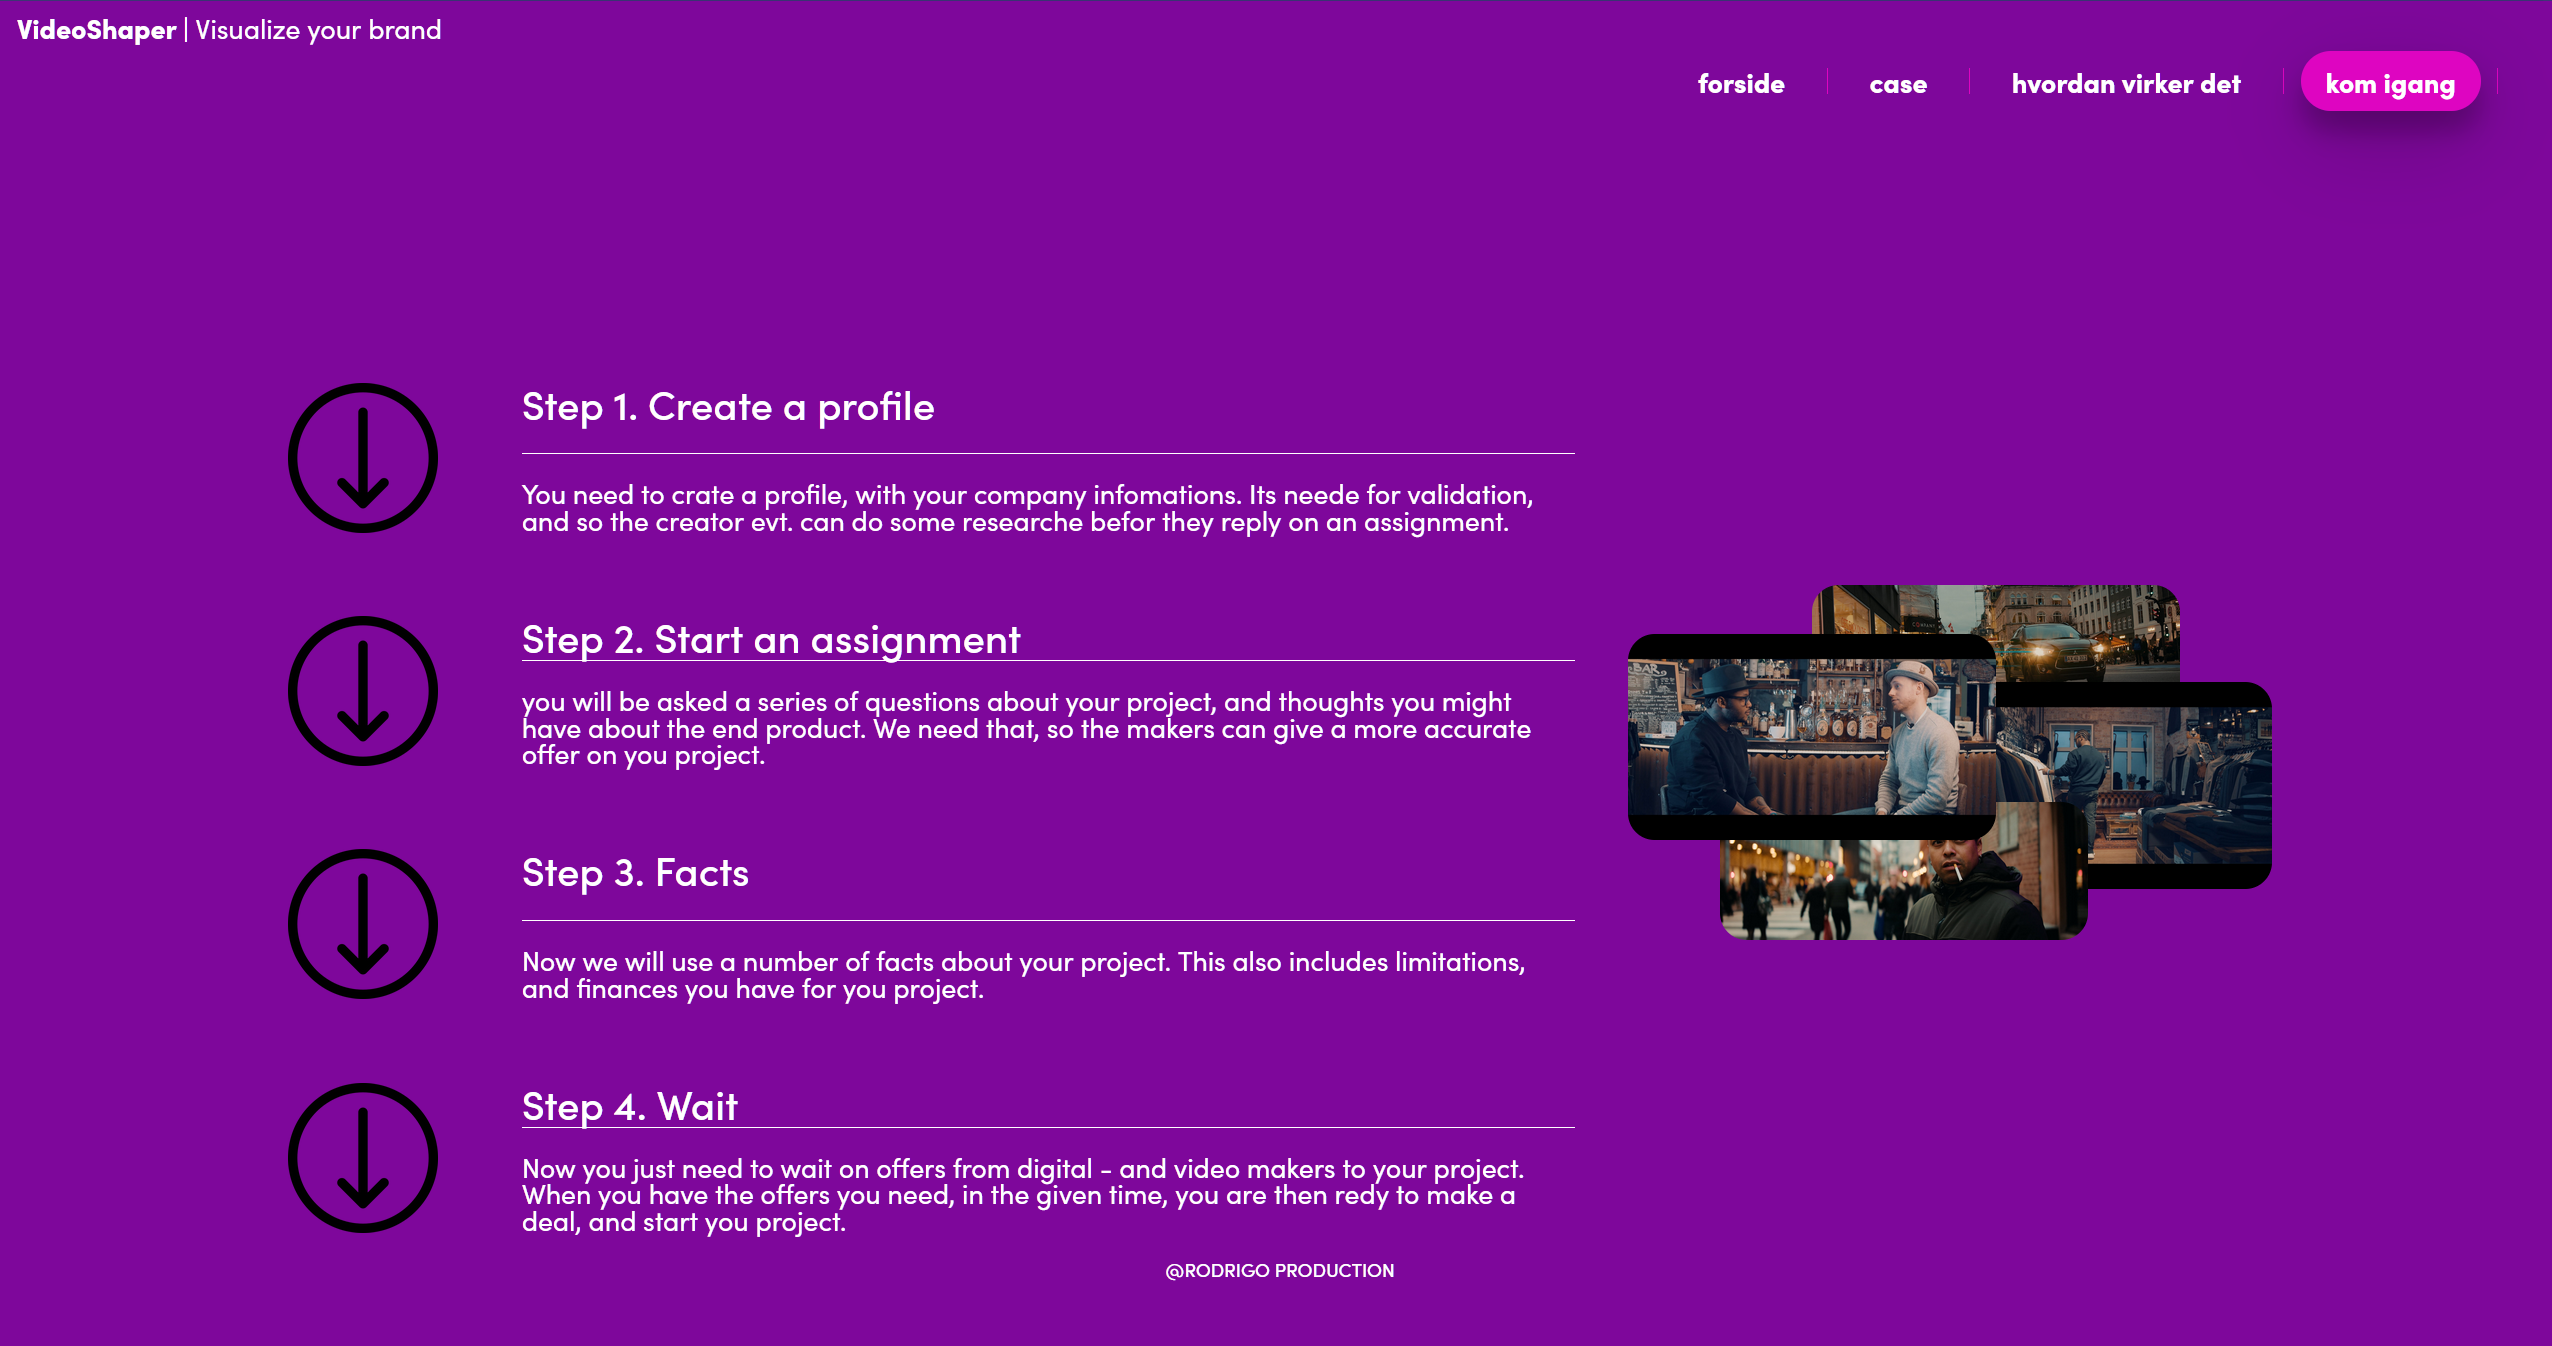 VideoShaper | Visualize your brand
forside
case
hvordan virker det
kom igang
Step 1. Create a profile
You need to crate a profile, with your company infomations. Its neede for validation,
and so the creator evt. can do some researche befor they reply on an assignment.
Step 2. Start an assignment
you will be asked a series of questions about your project, and thoughts you might
have about the end product. We need that, so the makers can give a more accurate
offer on you project.
BAR
Step 3. Facts
Now we will use a number of facts about your project. This also includes limitations,
and finances you have for you project.
Step 4. Wait
Now you just need to wait on offers from digital - and video makers to your project.
When you have the offers you need, in the given time, you are then redy to make a
deal, and start you project.
@RODRIGO PRODUCTION